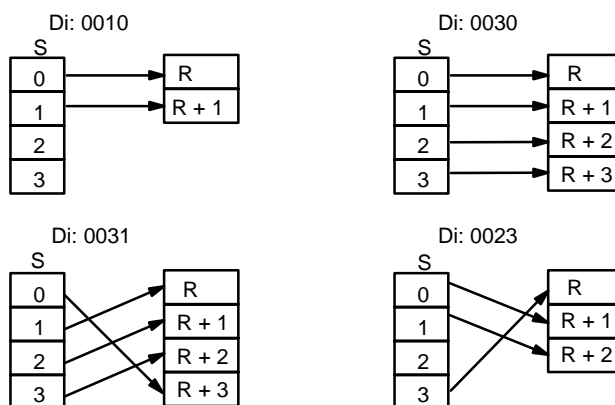 Di: 0010
S
0
1
2
3
R
R + 1
Di: 0030
S
0
1
2
3
R
R + 1
R + 2
R + 3
Di: 0031
S
0
1
2
3
R
R + 1
R + 2
R + 3
Di: 0023
S
0
1
2
3
R
R + 1
R + 2